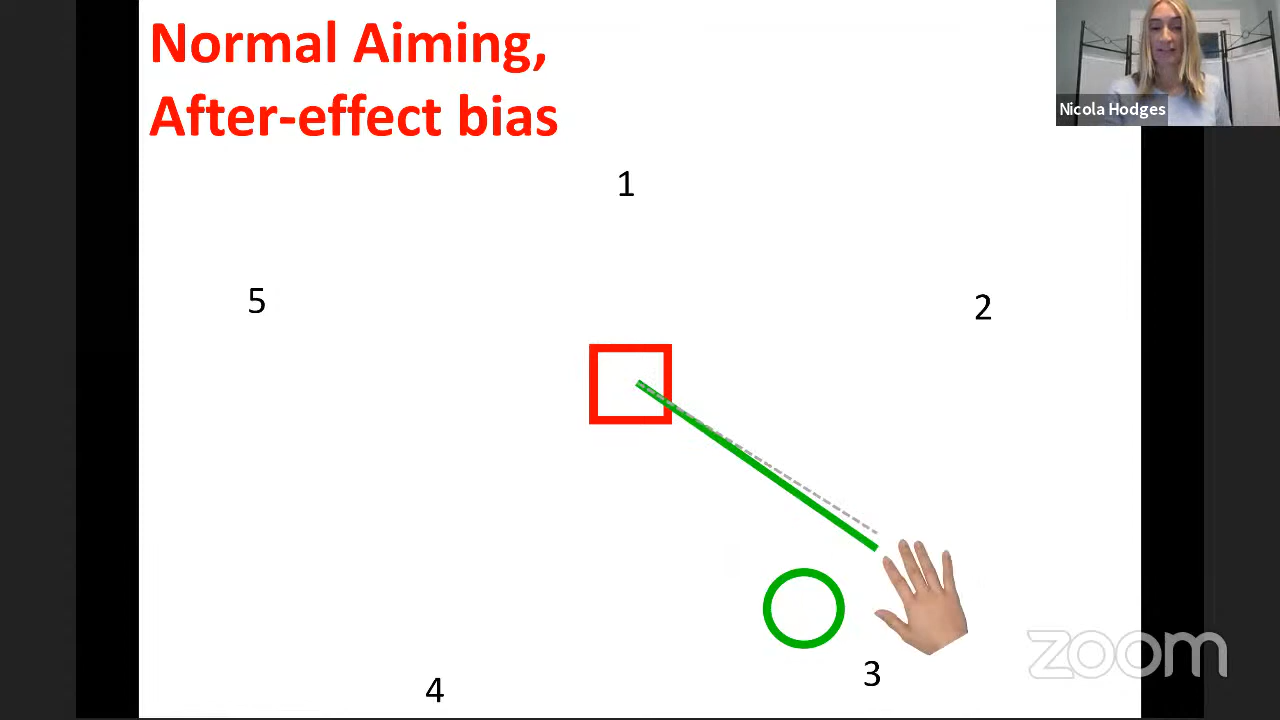 Normal Aiming,
After-effect bias
Nicola Hodges
1
5
2
3
4
zoom